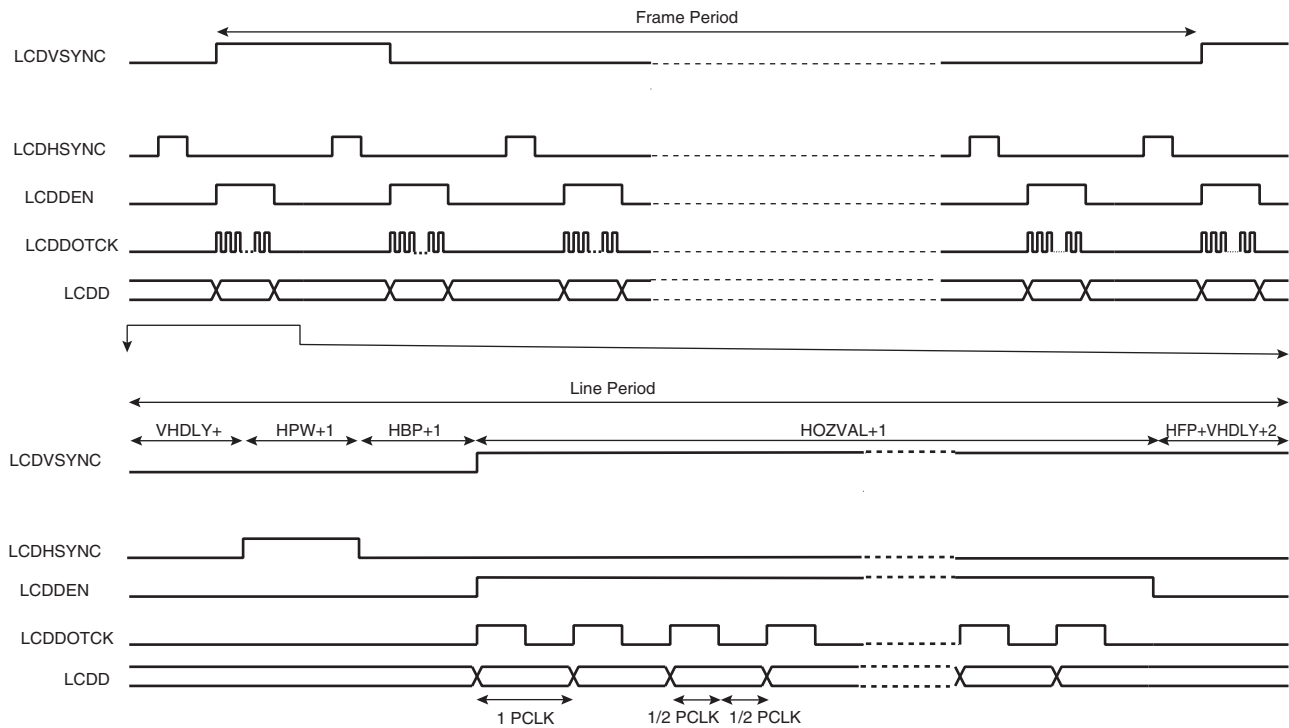 Frame Period
LCDVSYNC
LCDHSYNC
LCDDEN
LCDDOTCK
LCDD
Line Period
VHDLY+ HPW+1 HBP+1 HOZVAL+1 HFP+VHDLY+2
LCDVSYNC
LCDHSYNC
LCDDEN
LCDDOTCK
LCDD
1 PCLK 1/2 PCLK 1/2 PCLK